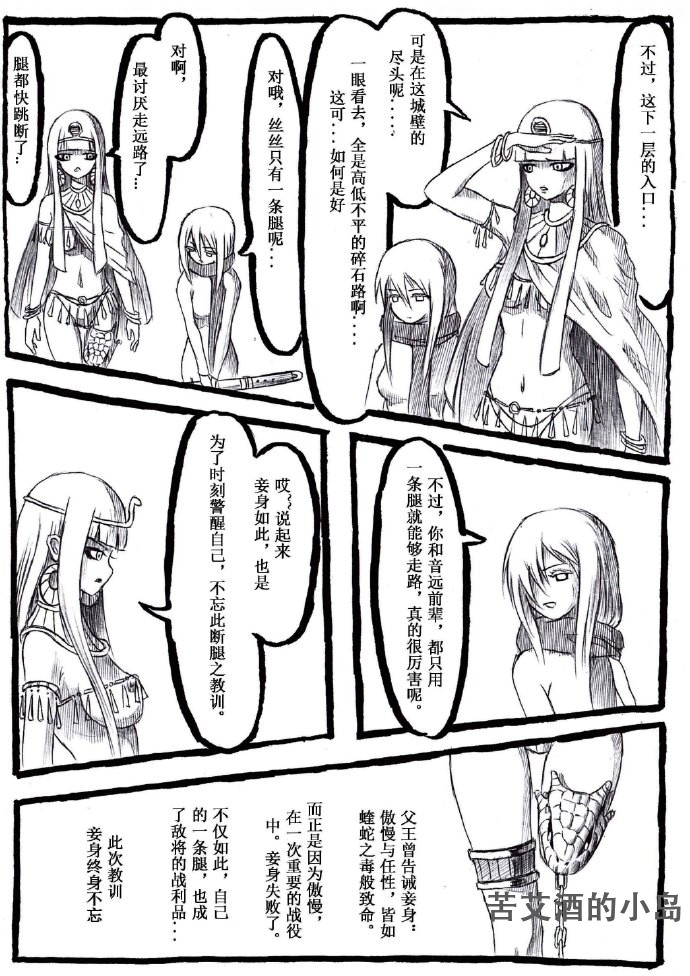 不过，这下一层的入口...
可是在这城壁的
尽头呢.....
一眼看去，全是高低不平的碎石路啊....
这可...如何是好
对哦，丝丝只有一条腿呢...
对啊，
最讨厌走远路了...
腿都快跳断了...
不过，你和音远前辈，都只用
一条腿就能够走路，真的很厉害呢。
哎~说起来
妾身如此，也是
为了时刻警醒自己，不忘此断腿之教训。
父王曾告诫妾身：
傲慢与任性，皆如
蝰蛇之毒般致命。
而正是因为傲慢，
在一次重要的战役
中。妾身失败了。
不仅如此，自己
的一条腿，也成
了敌将的战利品...
此次教训
妾身终身不忘
苦艾酒的小岛